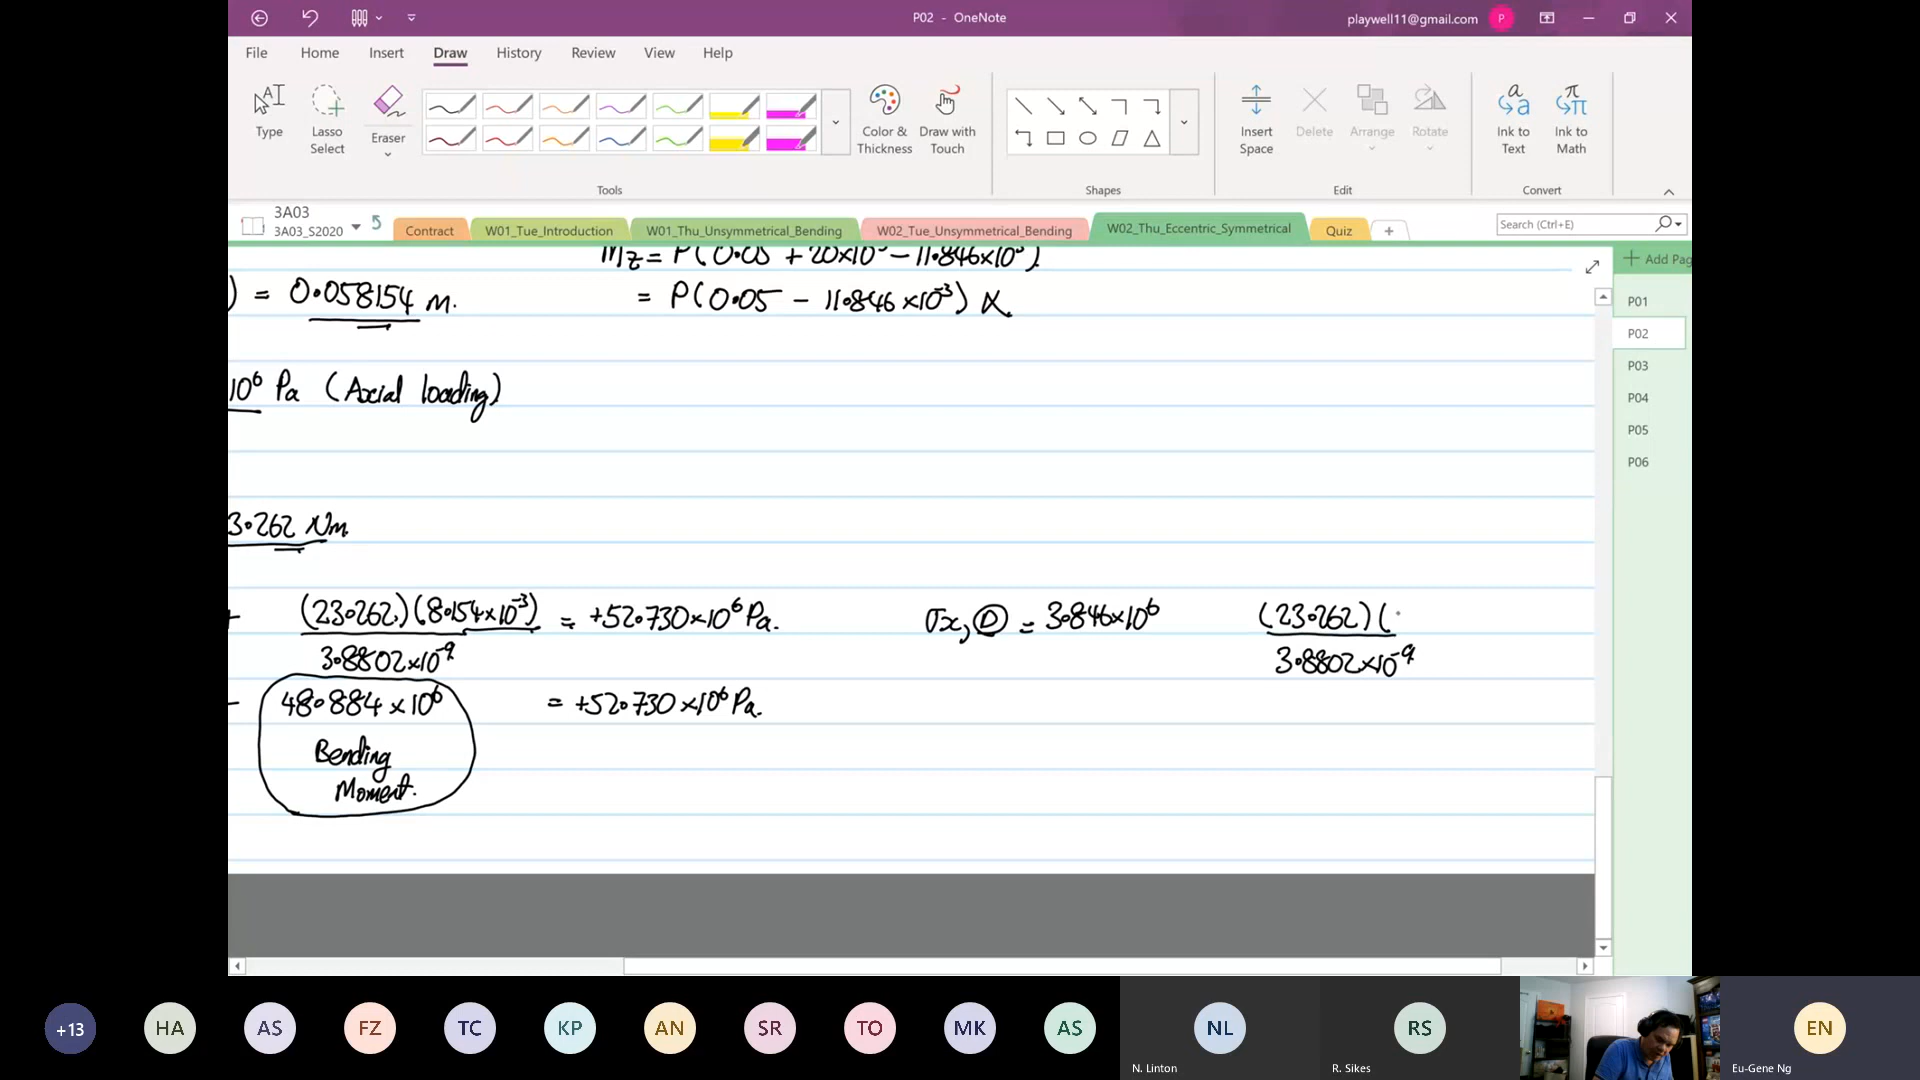 P02 - OneNote
playwell11@gmail.com
P
File Home Insert Draw History Review View Help
Type
Lasso Select
Eraser
Color & Thickness
Draw with Touch
Insert Space
Delete
Arrange
Rotate
Ink to Text
Ink to Math
Tools
Shapes
Edit
Convert
3A03
3A03_S2020
Contract
W01_Tue_Introduction
W01_Thu_Unsymmetrical_Bending
W02_Tue_Unsymmetrical_Bending
W02_Thu_Eccentric_Symmetrical
Quiz
+
Search (Ctrl+E)
Add Pag
P01
P02
P03
P04
P05
P06
) = 0.058154 m.
= P(0.05 - 11.846 ×10⁻³)
10⁶ Pa (Axial loading)
3.262 Nm
(23.262)(8.154×10⁻³) = +52.730×10⁶ Pa.
3.8802×10⁻⁹
σx, D = 3.846×10⁶
(23.262)(
3.8802×10⁻⁹
- 48.884 ×10⁶ = +52.730 ×10⁶ Pa.
Bending
Moment.
+13
HA
AS
FZ
TC
KP
AN
SR
TO
MK
AS
NL
N. Linton
RS
R. Sikes
EN
Eu-Gene Ng